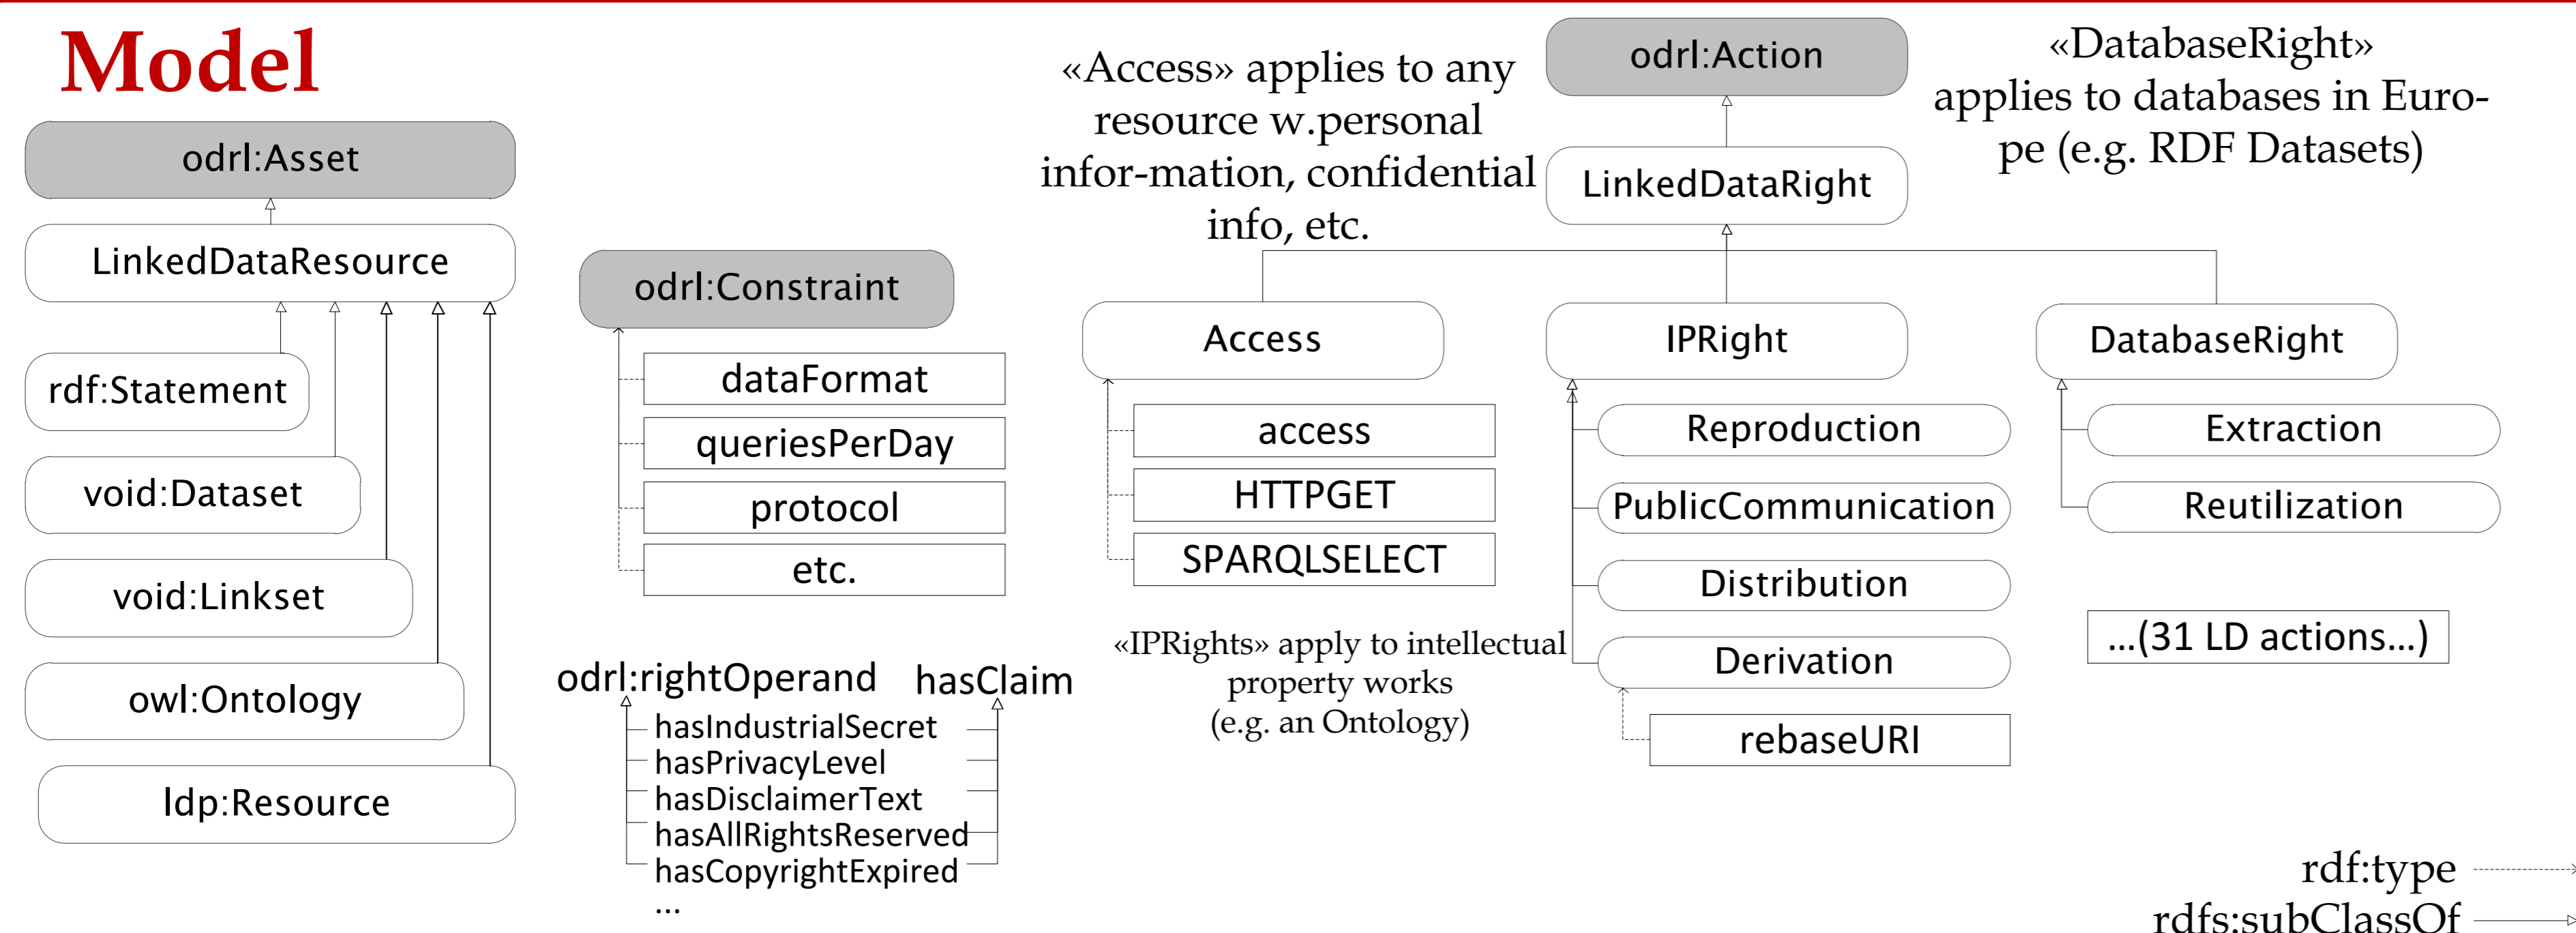 Model
odrl:Asset
LinkedDataResource
rdf:Statement
void:Dataset
void:Linkset
owl:Ontology
ldp:Resource
odrl:Constraint
dataFormat
queriesPerDay
protocol
etc.
odrl:rightOperand
hasClaim
hasIndustrialSecret
hasPrivacyLevel
hasDisclaimerText
hasAllRightsReserved
hasCopyrightExpired
...
«Access» applies to any
resource w.personal
infor-mation, confidential
info, etc.
odrl:Action
LinkedDataRight
«DatabaseRight»
applies to databases in Euro-
pe (e.g. RDF Datasets)
Access
access
HTTPGET
SPARQLSELECT
«IPRights» apply to intellectual
property works
(e.g. an Ontology)
IPRight
Reproduction
PublicCommunication
Distribution
Derivation
rebaseURI
DatabaseRight
Extraction
Reutilization
...(31 LD actions...)
rdf:type
rdfs:subClassOf